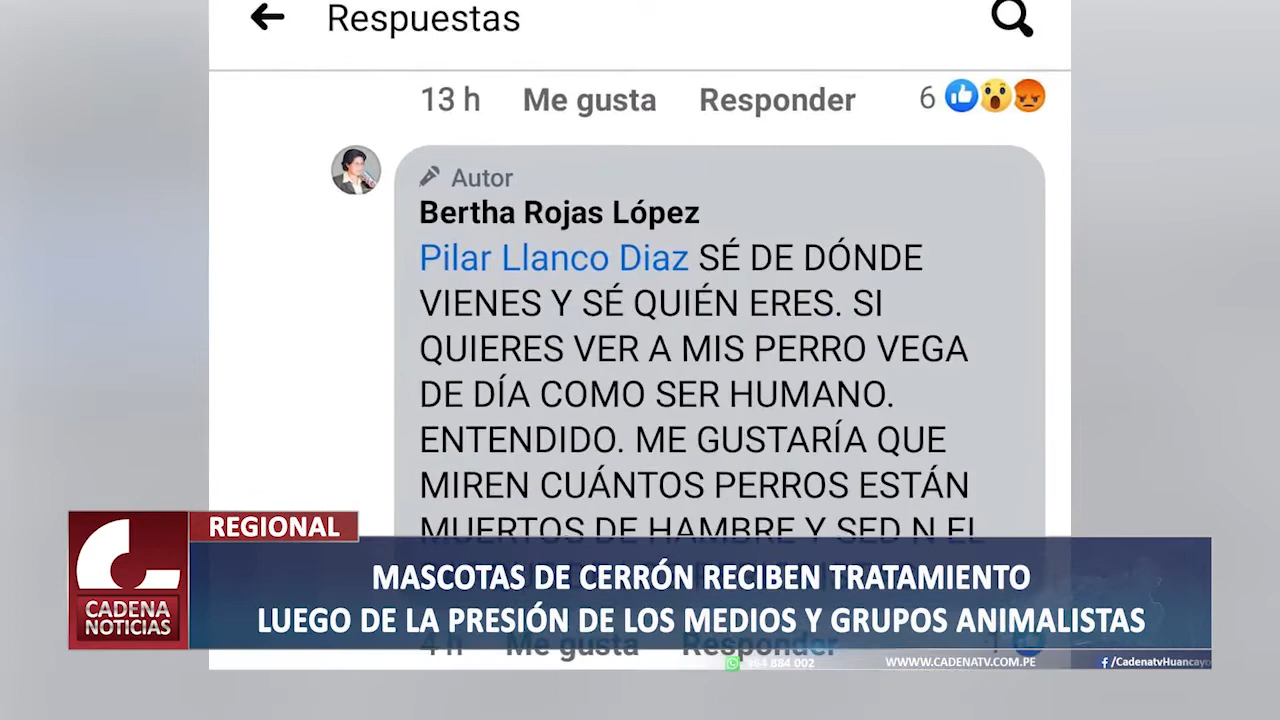 Respuestas
13 h Me gusta Responder 6
Autor
Bertha Rojas López
Pilar Llanco Diaz SÉ DE DÓNDE
VIENES Y SÉ QUIÉN ERES. SI
QUIERES VER A MIS PERRO VEGA
DE DÍA COMO SER HUMANO.
ENTENDIDO. ME GUSTARÍA QUE
MIREN CUÁNTOS PERROS ESTÁN
MUERTOS DE HAMBRE Y SED N EL
REGIONAL
MASCOTAS DE CERRÓN RECIBEN TRATAMIENTO
LUEGO DE LA PRESIÓN DE LOS MEDIOS Y GRUPOS ANIMALISTAS
CADENA
NOTICIAS
4 h Me gusta Responder 1
964 884 002 WWW.CADENATV.COM.PE /CadenatvHuancayo